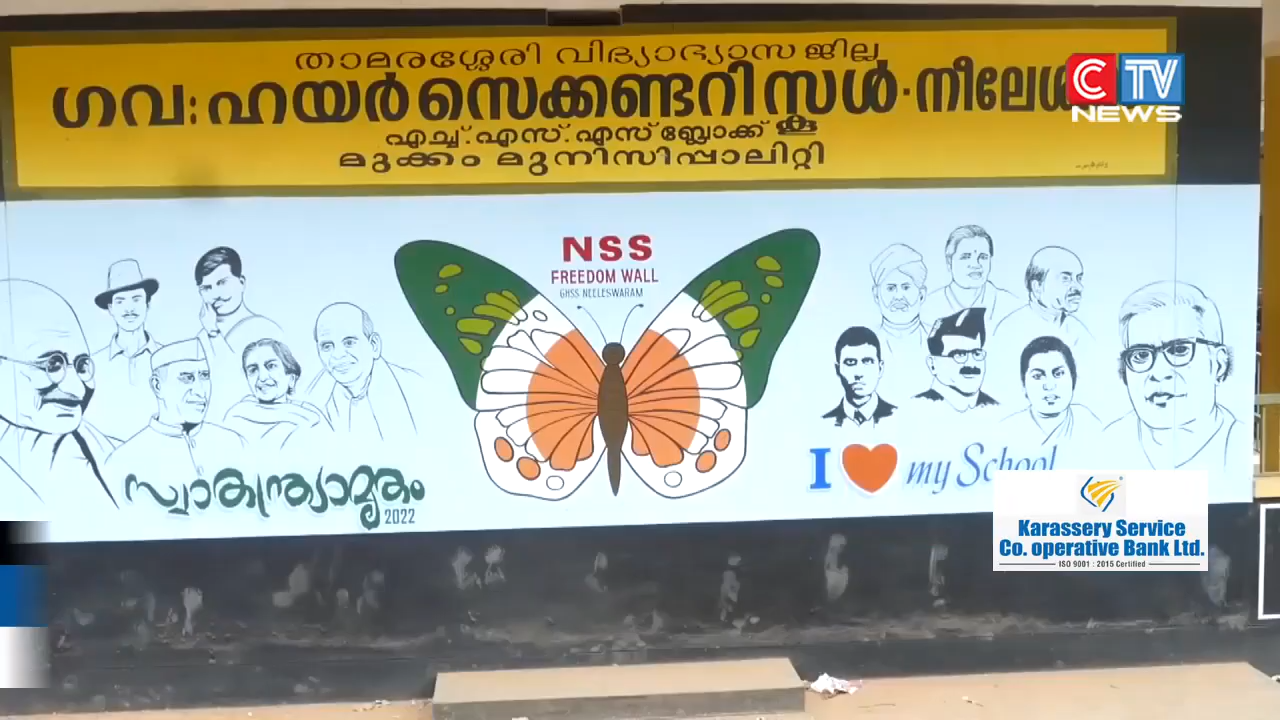 താമരശ്ശേരി വിദ്യാഭ്യാസ ജില്ല
ഗവ: ഹയർ സെക്കണ്ടറി സ്കൂൾ·
എച്ച്.എസ്.എസ് ബ്ലോക്ക്
മുക്കം മുനിസിപ്പാലിറ്റി
CTV
NEWS
NSS
FREEDOM WALL
GHSS NEELESWARAM
സ്വാതന്ത്ര്യാമൃതം
2022
I ❤ my School
Karassery Service
Co. operative Bank Ltd.
ISO 9001 : 2015 Certified